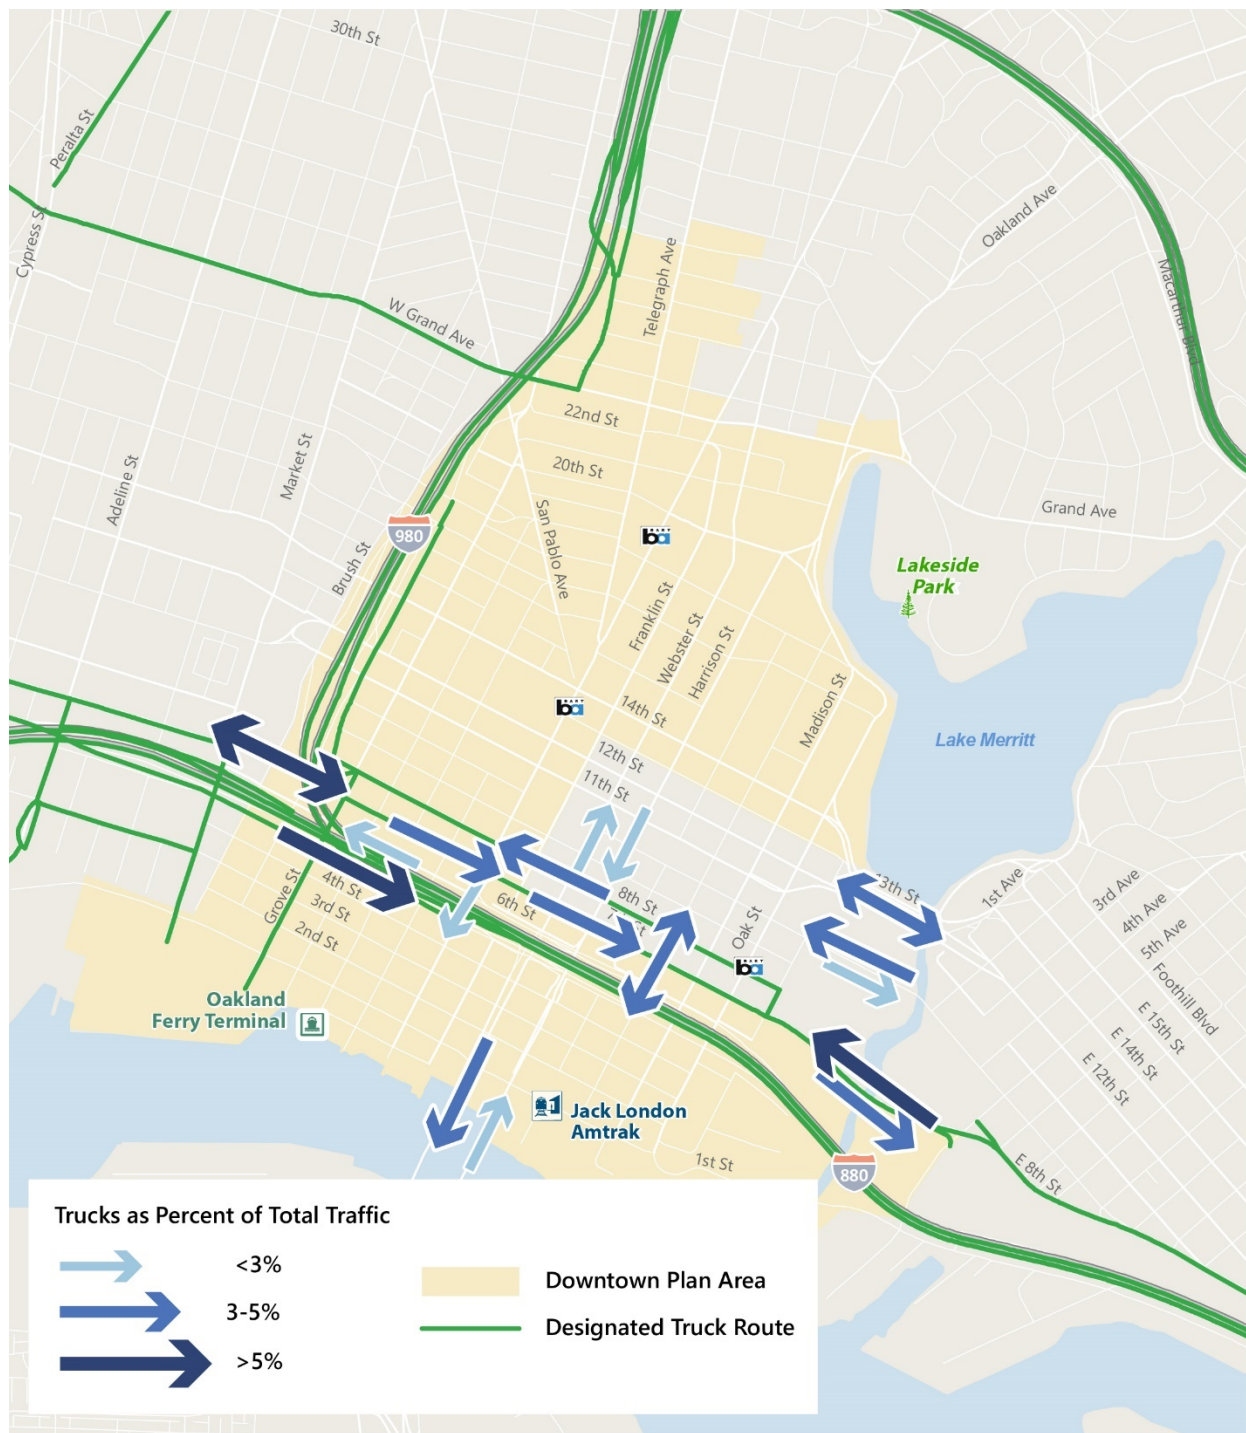 30th St
Peralta St
Cypress St
Oakland Ave
Telegraph Ave
Macarthur Blvd
W Grand Ave
22nd St
20th St
Market St
Adeline St
San Pablo Ave
Grand Ave
980
Brush St
ba
Lakeside
Park
Franklin St
Webster St
Harrison St
ba
14th St
Madison St
12th St
11th St
Lake Merritt
13th St
1st Ave
3rd Ave
4th Ave
5th Ave
Foothill Blvd
4th St
3rd St
2nd St
Grove St
8th St
6th St
Oak St
ba
E 15th St
E 14th St
E 12th St
Oakland
Ferry Terminal
Jack London
Amtrak
1st St
880
E 8th St
Trucks as Percent of Total Traffic
<3%
3-5%
>5%
Downtown Plan Area
Designated Truck Route